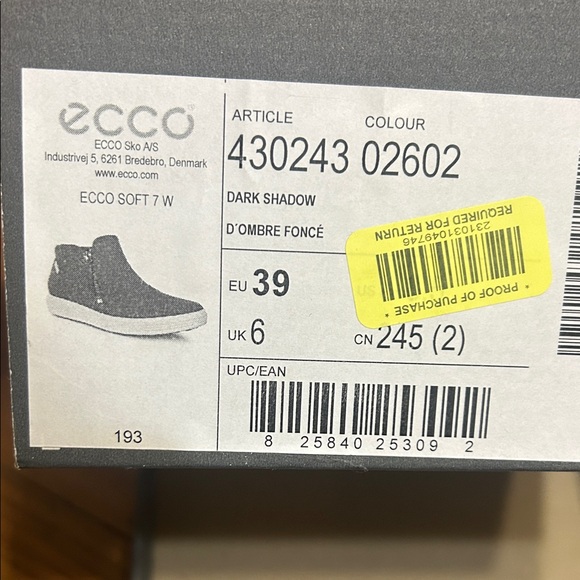 ecco
ECCO Sko A/S
Industrivej 5, 6261 Bredebro, Denmark
www.ecco.com
ECCO SOFT 7 W
193
ARTICLE COLOUR
430243 02602
DARK SHADOW
D´OMBRE FONCÉ
EU 39
US
UK 6
CN 245 (2)
UPC/EAN
8 25840 25309 2
* PROOF OF PURCHASE *
231031049746
REQUIRED FOR RETURN